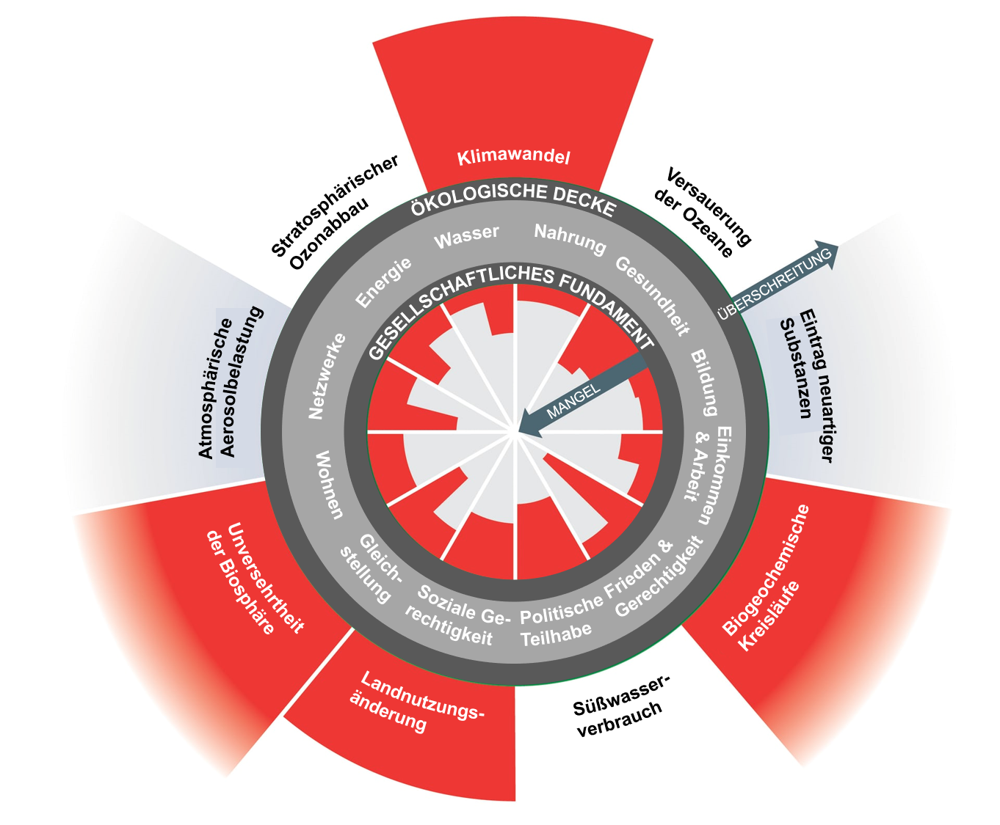 Klimawandel
Versauerung
der Ozeane
ÜBERSCHREITUNG
Eintrag neuartiger
Substanzen
Biogeochemische
Kreisläufe
Süßwasser-
verbrauch
Landnutzungs-
änderung
Unversehrtheit
der Biosphäre
Atmosphärische
Aerosolbelastung
Stratosphärischer
Ozonabbau
ÖKOLOGISCHE DECKE
Wasser
Nahrung
Gesundheit
Bildung
Einkommen
& Arbeit
Frieden &
Gerechtigkeit
Politische
Teilhabe
Soziale Ge-
rechtigkeit
Gleich-
stellung
Wohnen
Netzwerke
Energie
GESELLSCHAFTLICHES FUNDAMENT
MANGEL